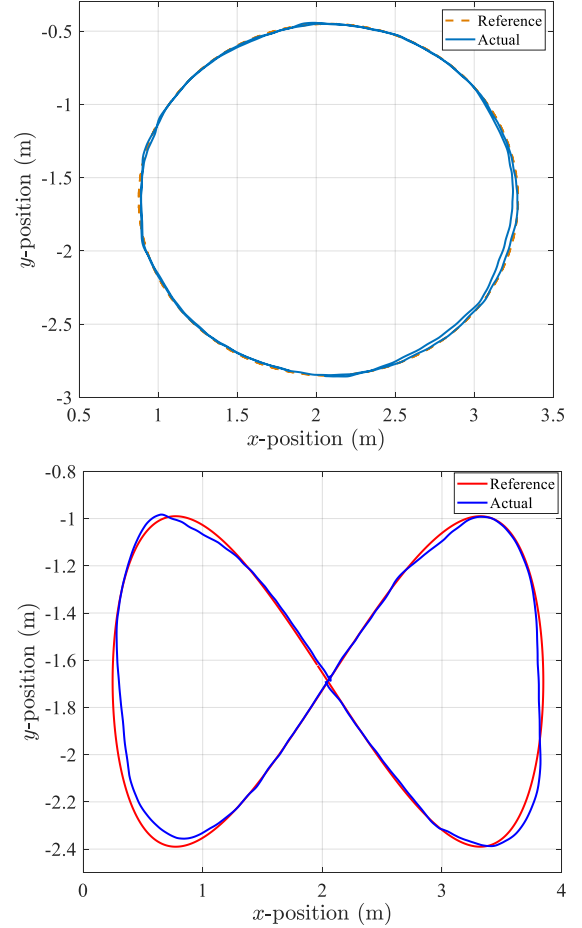 -0.5
-1
-1.5
-2
-2.5
-3
y-position (m)
Reference
Actual
0.5 1 1.5 2 2.5 3 3.5
x-position (m)
-0.8
-1
-1.2
-1.4
-1.6
-1.8
-2
-2.2
-2.4
y-position (m)
Reference
Actual
0 1 2 3 4
x-position (m)